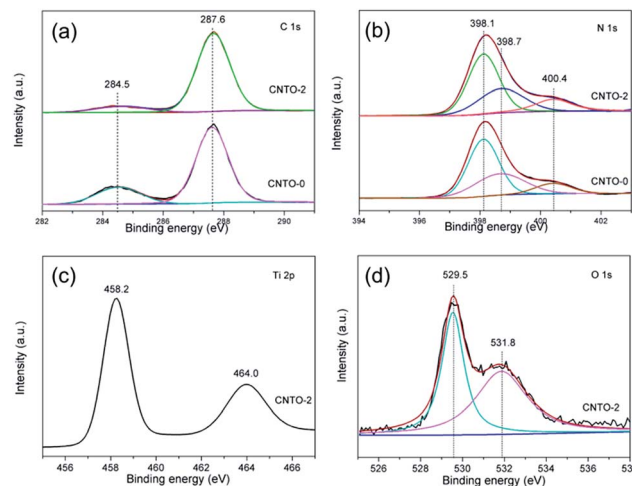 (a)
287.6
C 1s
284.5
CNTO-2
CNTO-0
Intensity (a.u.)
282 284 286 288 290
Binding energy (eV)
(b)
398.1
N 1s
398.7
400.4
CNTO-2
CNTO-0
Intensity (a.u.)
394 396 398 400 402
Binding energy (eV)
(c)
Ti 2p
458.2
464.0
CNTO-2
Intensity (a.u.)
456 458 460 462 464 466
Binding energy (eV)
(d)
529.5
O 1s
531.8
CNTO-2
Intensity (a.u.)
526 528 530 532 534 536 53
Binding energy (eV)